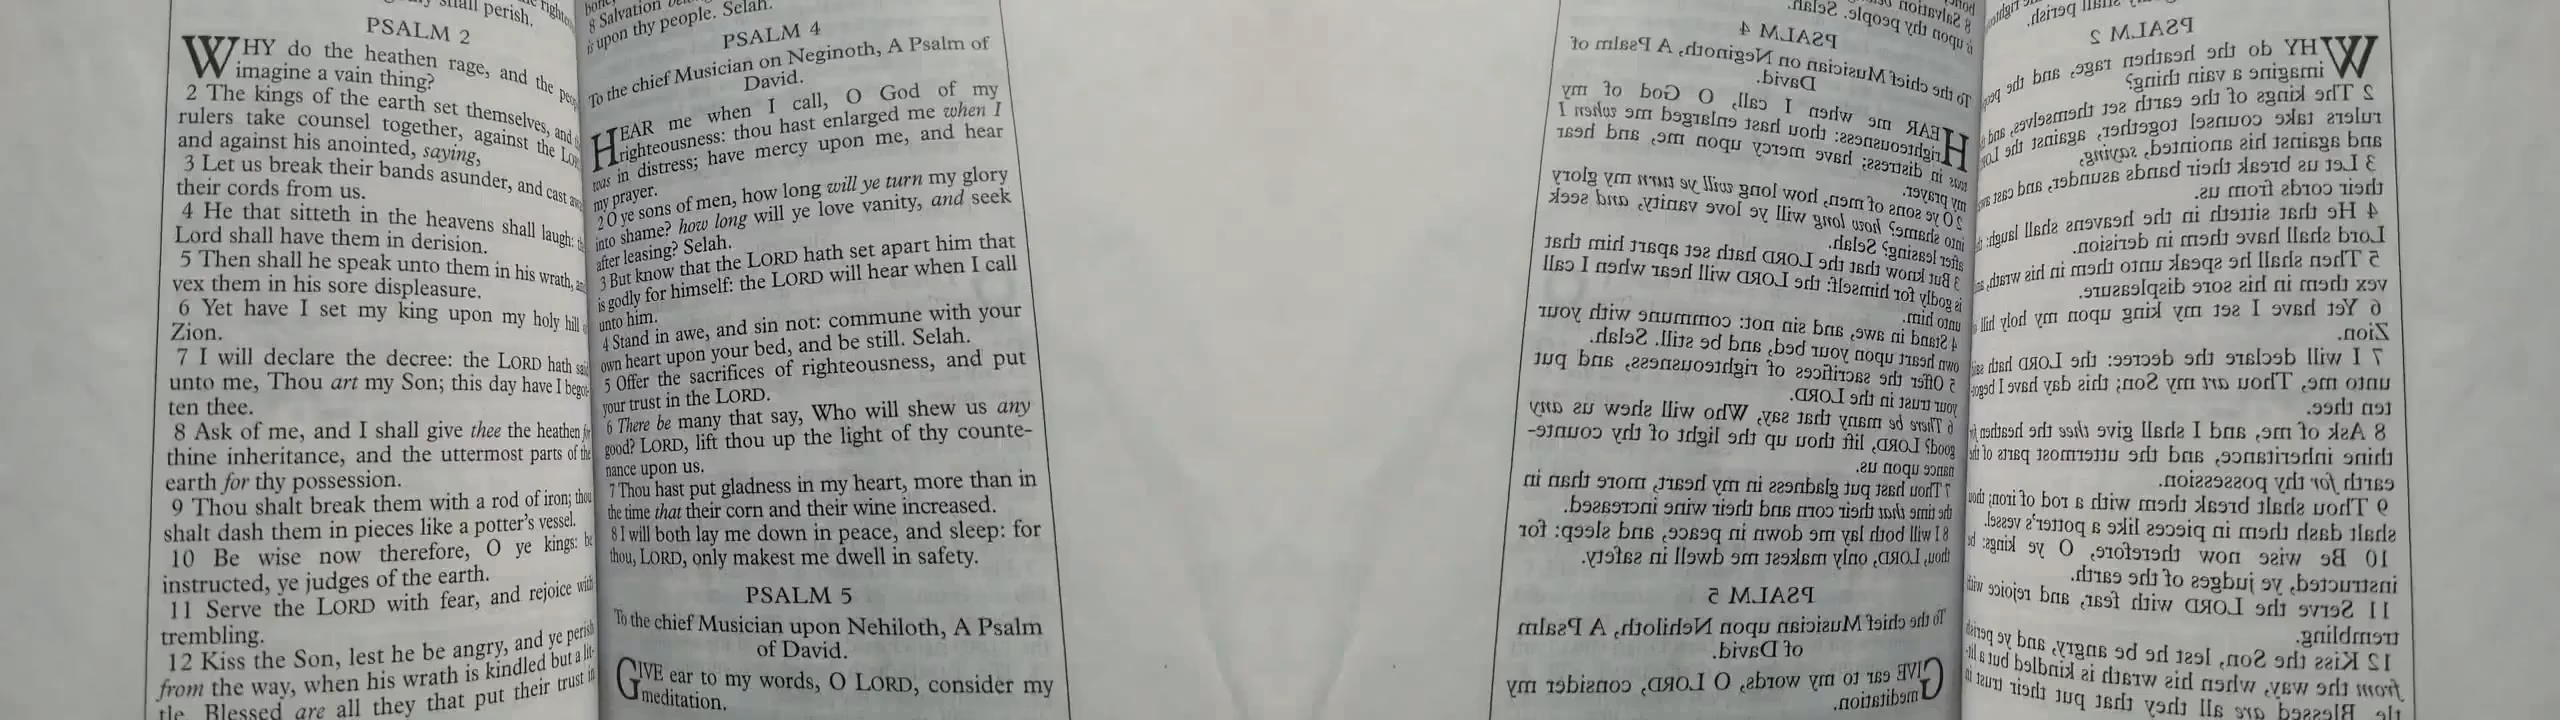 shall perish.
PSALM 2
WHY do the heathen rage, and the
imagine a vain thing?
2 The kings of the earth set themselves, and
rulers take counsel together, against the
and against his anointed, saying,
3 Let us break their bands asunder, and cast
their cords from us.
4 He that sitteth in the heavens shall laugh:
Lord shall have them in derision.
5 Then shall he speak unto them in his wrath,
vex them in his sore displeasure.
6 Yet have I set my king upon my holy hill
Zion.
7 I will declare the decree: the LORD hath
unto me, Thou art my Son; this day have I begot-
ten thee.
8 Ask of me, and I shall give thee the heathen for
thine inheritance, and the uttermost parts of the
earth for thy possession.
9 Thou shalt break them with a rod of iron; thou
shalt dash them in pieces like a potter's vessel.
10 Be wise now therefore, O ye kings: be
instructed, ye judges of the earth.
11 Serve the LORD with fear, and rejoice with
trembling.
12 Kiss the Son, lest he be angry, and ye perish
from the way, when his wrath is kindled but a lit-
tle. Blessed are all they that put their trust in
8 Salvation
is upon thy people. Selah.
PSALM 4
To the chief Musician on Neginoth, A Psalm of
David.
HEAR me when I call, O God of my
righteousness: thou hast enlarged me when I
was in distress; have mercy upon me, and hear
my prayer.
2 O ye sons of men, how long will ye turn my glory
into shame? how long will ye love vanity, and seek
after leasing? Selah.
3 But know that the LORD hath set apart him that
is godly for himself: the LORD will hear when I call
unto him.
4 Stand in awe, and sin not: commune with your
own heart upon your bed, and be still. Selah.
5 Offer the sacrifices of righteousness, and put
your trust in the LORD.
6 There be many that say, Who will shew us any
good? LORD, lift thou up the light of thy counte-
nance upon us.
7 Thou hast put gladness in my heart, more than in
the time that their corn and their wine increased.
8 I will both lay me down in peace, and sleep: for
thou, LORD, only makest me dwell in safety.
PSALM 5
To the chief Musician upon Nehiloth, A Psalm
of David.
GIVE ear to my words, O LORD, consider my
meditation.